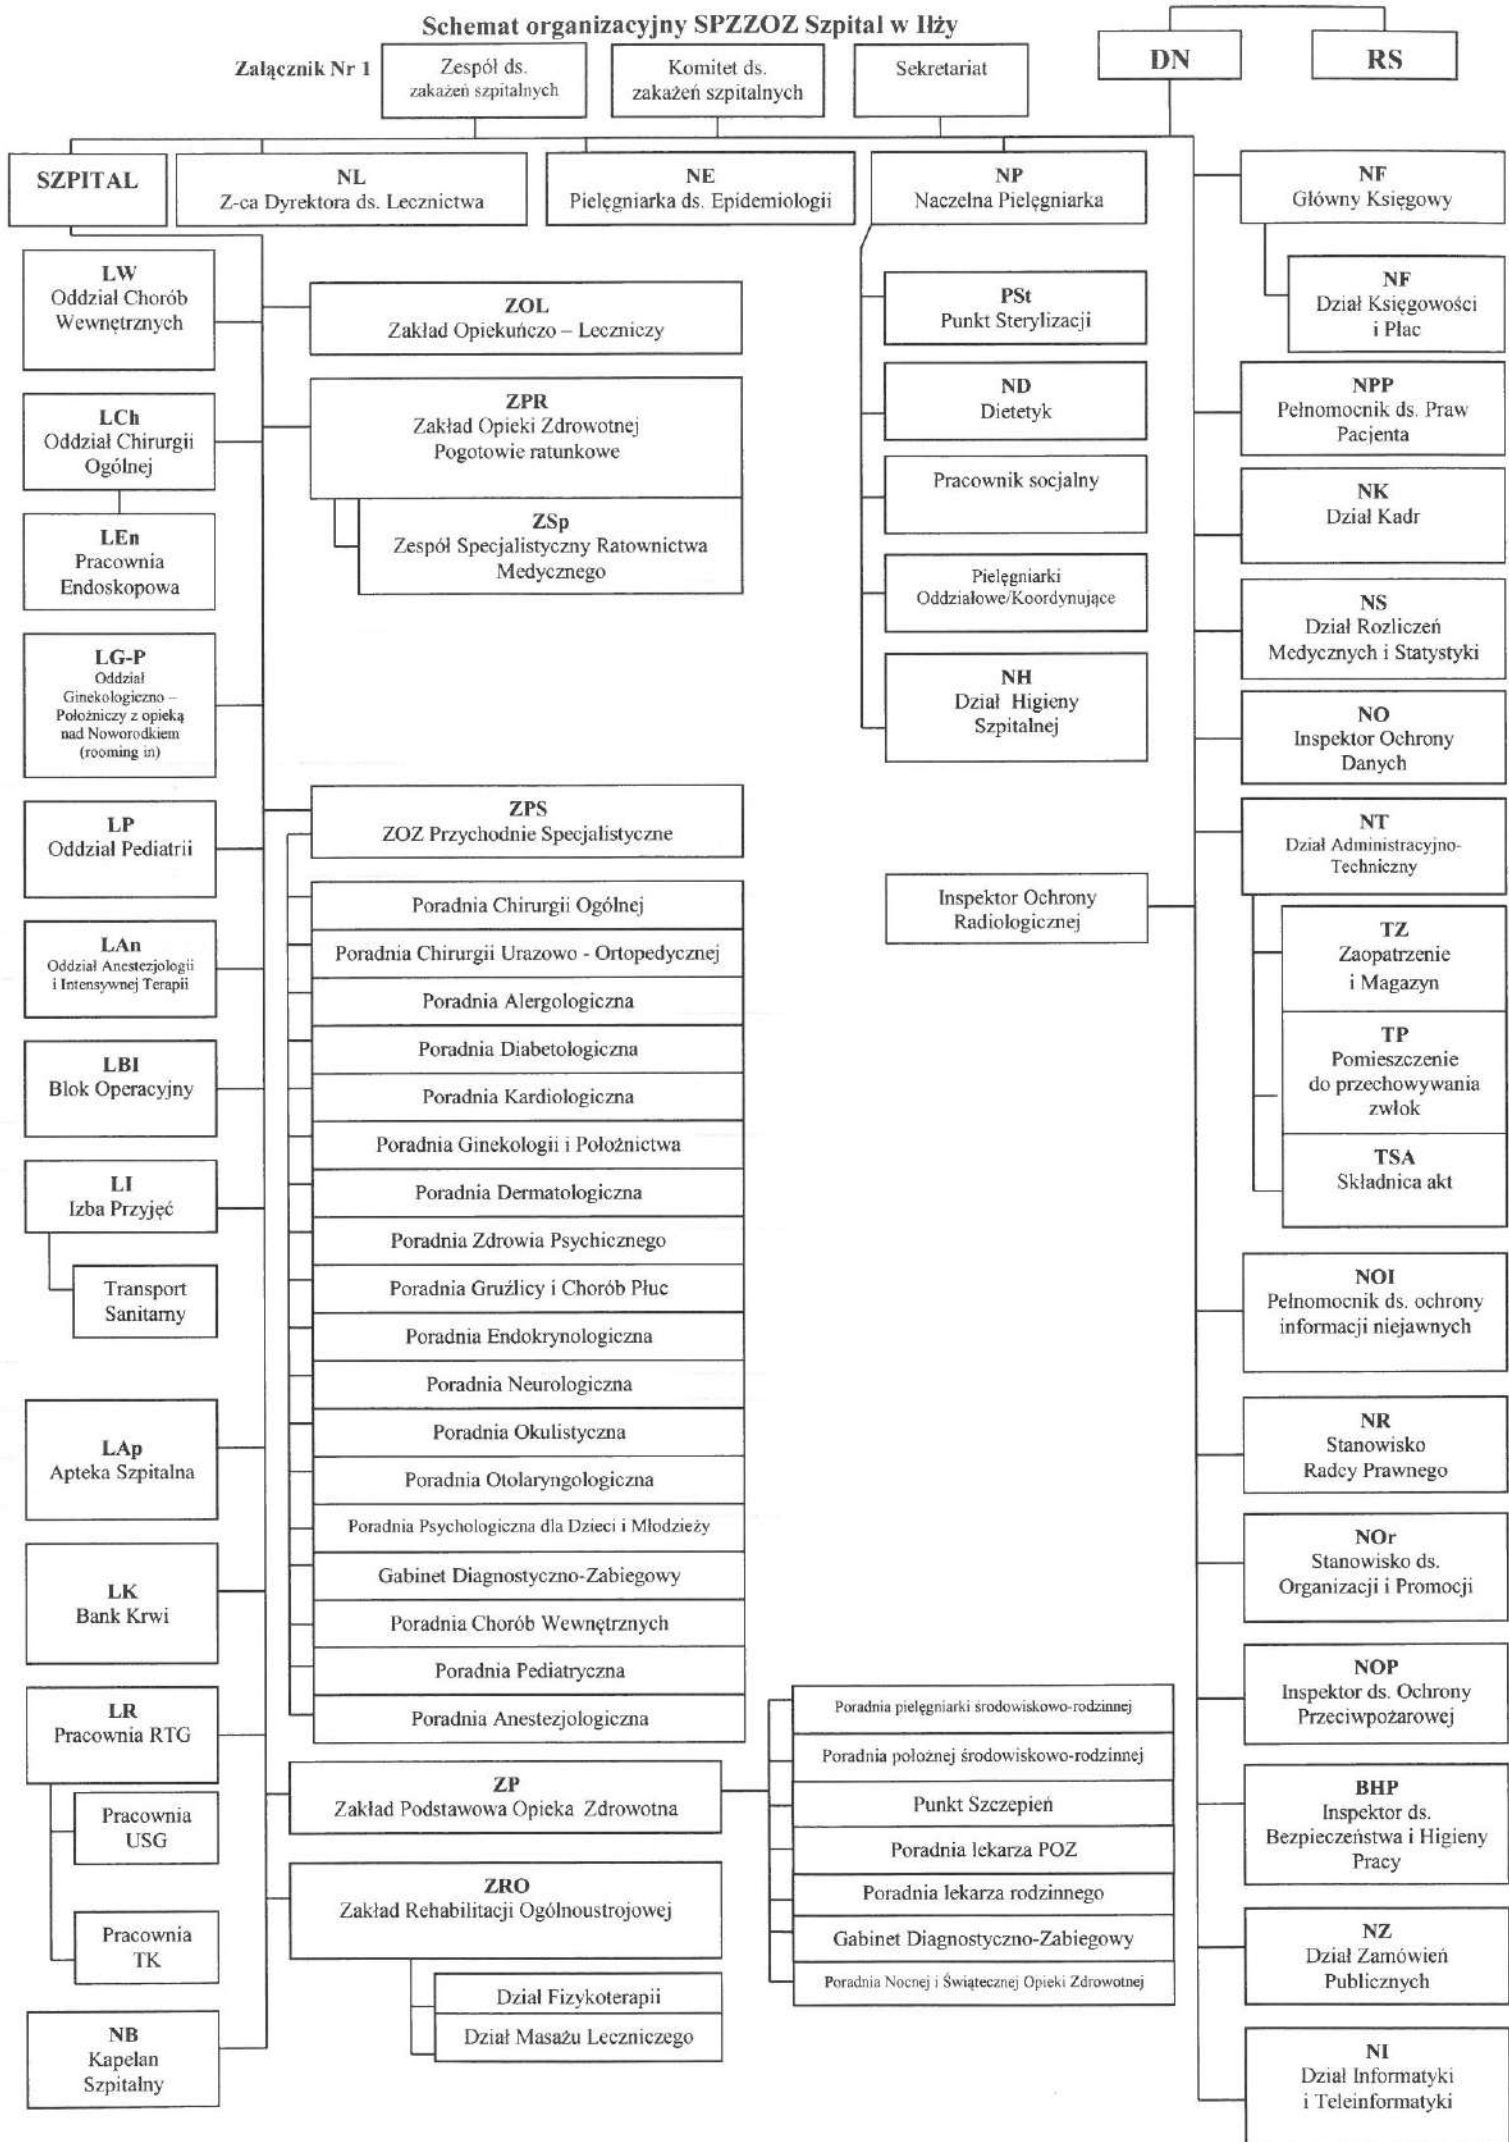 Schemat organizacyjny SPZZOZ Szpital w Iłży
Załącznik Nr 1
Zespół ds.
zakażeń szpitalnych
Komitet ds.
zakażeń szpitalnych
Sekretariat
DN
RS
SZPITAL
NL
Z-ca Dyrektora ds. Lecznictwa
NE
Pielęgniarka ds. Epidemiologii
NP
Naczelna Pielęgniarka
NF
Główny Księgowy
NF
Dział Księgowości
i Płac
LW
Oddział Chorób
Wewnętrznych
LCh
Oddział Chirurgii
Ogólnej
LEn
Pracownia
Endoskopowa
LG-P
Oddział
Ginekologiczno –
Położniczy z opieką
nad Noworodkiem
(rooming in)
LP
Oddział Pediatrii
LAn
Oddział Anestezjologii
i Intensywnej Terapii
LBl
Blok Operacyjny
LI
Izba Przyjęć
Transport
Sanitarny
LAp
Apteka Szpitalna
LK
Bank Krwi
LR
Pracownia RTG
Pracownia
USG
Pracownia
TK
NB
Kapelan
Szpitalny
ZOL
Zakład Opiekuńczo – Leczniczy
ZPR
Zakład Opieki Zdrowotnej
Pogotowie ratunkowe
ZSp
Zespół Specjalistyczny Ratownictwa
Medycznego
ZPS
ZOZ Przychodnie Specjalistyczne
Poradnia Chirurgii Ogólnej
Poradnia Chirurgii Urazowo - Ortopedycznej
Poradnia Alergologiczna
Poradnia Diabetologiczna
Poradnia Kardiologiczna
Poradnia Ginekologii i Położnictwa
Poradnia Dermatologiczna
Poradnia Zdrowia Psychicznego
Poradnia Gruźlicy i Chorób Płuc
Poradnia Endokrynologiczna
Poradnia Neurologiczna
Poradnia Okulistyczna
Poradnia Otolaryngologiczna
Poradnia Psychologiczna dla Dzieci i Młodzieży
Gabinet Diagnostyczno-Zabiegowy
Poradnia Chorób Wewnętrznych
Poradnia Pediatryczna
Poradnia Anestezjologiczna
ZP
Zakład Podstawowa Opieka Zdrowotna
ZRO
Zakład Rehabilitacji Ogólnoustrojowej
Dział Fizykoterapii
Dział Masażu Leczniczego
Poradnia pielęgniarki środowiskowo-rodzinnej
Poradnia położnej środowiskowo-rodzinnej
Punkt Szczepień
Poradnia lekarza POZ
Poradnia lekarza rodzinnego
Gabinet Diagnostyczno-Zabiegowy
Poradnia Nocnej i Świątecznej Opieki Zdrowotnej
PSt
Punkt Sterylizacji
ND
Dietetyk
Pracownik socjalny
Pielęgniarki
Oddziałowe/Koordynujące
NH
Dział Higieny
Szpitalnej
Inspektor Ochrony
Radiologicznej
NPP
Pełnomocnik ds. Praw
Pacjenta
NK
Dział Kadr
NS
Dział Rozliczeń
Medycznych i Statystyki
NO
Inspektor Ochrony
Danych
NT
Dział Administracyjno-
Techniczny
TZ
Zaopatrzenie
i Magazyn
TP
Pomieszczenie
do przechowywania
zwłok
TSA
Składnica akt
NOI
Pełnomocnik ds. ochrony
informacji niejawnych
NR
Stanowisko
Radcy Prawnego
NOr
Stanowisko ds.
Organizacji i Promocji
NOP
Inspektor ds. Ochrony
Przeciwpożarowej
BHP
Inspektor ds.
Bezpieczeństwa i Higieny
Pracy
NZ
Dział Zamówień
Publicznych
NI
Dział Informatyki
i Teleinformatyki